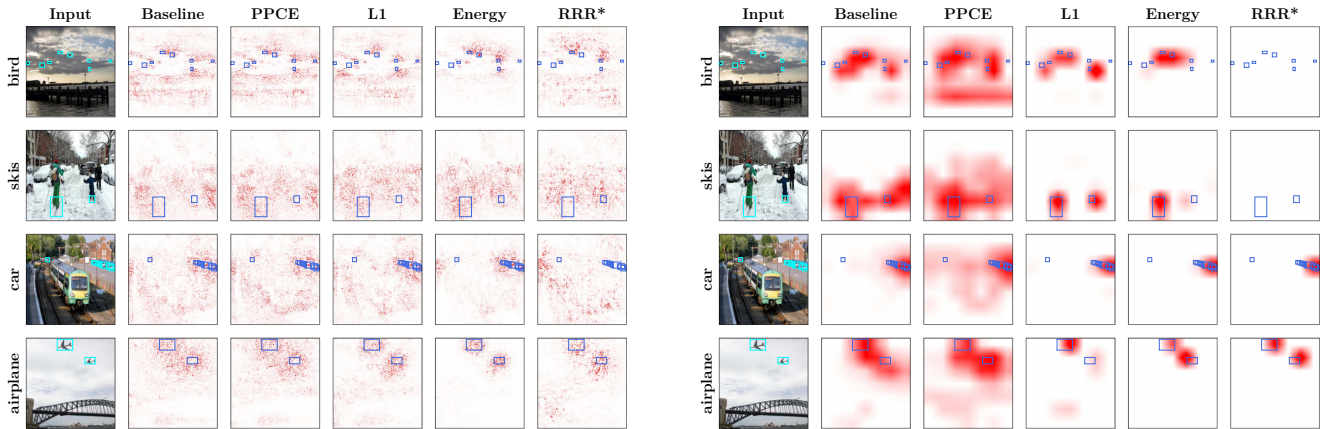 Input Baseline PPCE L1 Energy RRR*
bird
skis
car
airplane
Input Baseline PPCE L1 Energy RRR*
bird
skis
car
airplane